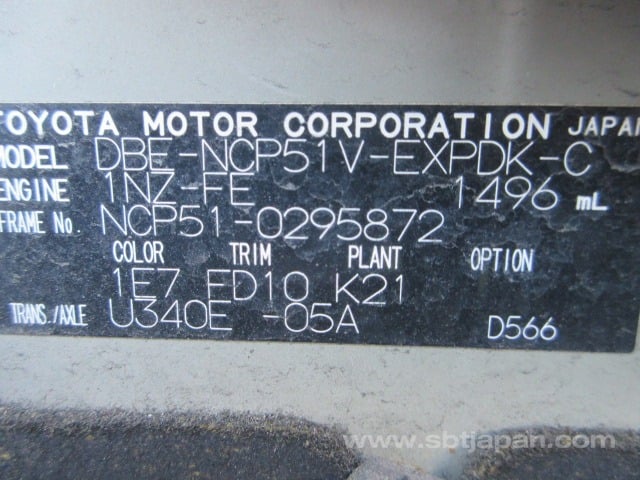 TOYOTA MOTOR CORPORATION JAPAN
MODEL DBE-NCP51V-EXPDK-C
ENGINE 1NZ-FE 1496 mL
FRAME No. NCP51-0295872
COLOR TRIM PLANT OPTION
1E7 FD10 K21
TRANS./AXLE U340E -05A D566
www.sbtjapan.com